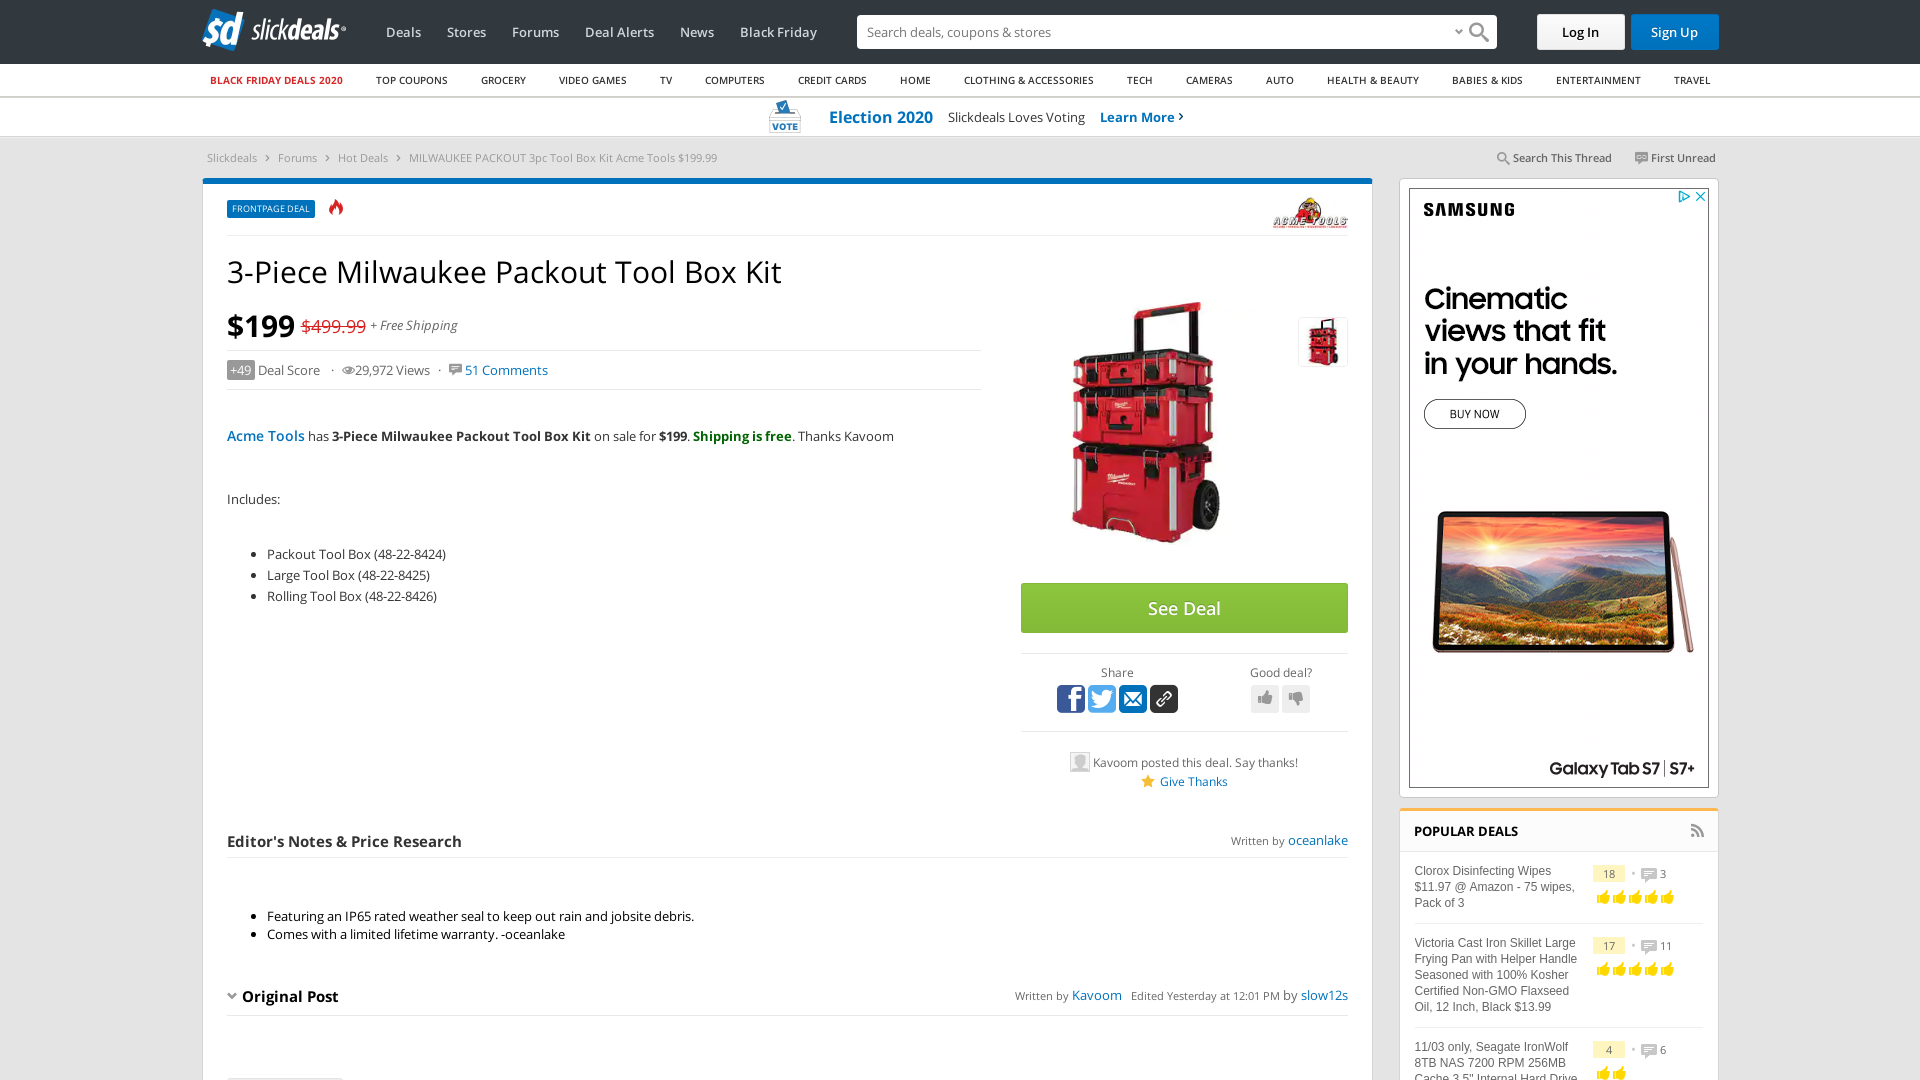 slickdeals
Deals
Stores
Forums
Deal Alerts
News
Black Friday
Search deals, coupons & stores
Log In
Sign Up
BLACK FRIDAY DEALS 2020
TOP COUPONS
GROCERY
VIDEO GAMES
TV
COMPUTERS
CREDIT CARDS
HOME
CLOTHING & ACCESSORIES
TECH
CAMERAS
AUTO
HEALTH & BEAUTY
BABIES & KIDS
ENTERTAINMENT
TRAVEL
VOTE
Election 2020 Slickdeals Loves Voting Learn More
Slickdeals › Forums › Hot Deals › MILWAUKEE PACKOUT 3pc Tool Box Kit Acme Tools $199.99
Search This Thread
First Unread
FRONTPAGE DEAL
ACME TOOLS
3-Piece Milwaukee Packout Tool Box Kit
$199 $499.99 + Free Shipping
+49 Deal Score · 29,972 Views · 51 Comments
Acme Tools has 3-Piece Milwaukee Packout Tool Box Kit on sale for $199. Shipping is free. Thanks Kavoom
Includes:
• Packout Tool Box (48-22-8424)
• Large Tool Box (48-22-8425)
• Rolling Tool Box (48-22-8426)
Milwaukee
See Deal
Share
Good deal?
Kavoom posted this deal. Say thanks!
Give Thanks
Editor's Notes & Price Research
Written by oceanlake
• Featuring an IP65 rated weather seal to keep out rain and jobsite debris.
• Comes with a limited lifetime warranty. -oceanlake
Original Post
Written by Kavoom Edited Yesterday at 12:01 PM by slow12s
SAMSUNG
Cinematic
views that fit
in your hands.
BUY NOW
Galaxy Tab S7 | S7+
POPULAR DEALS
Clorox Disinfecting Wipes
$11.97 @ Amazon - 75 wipes,
Pack of 3
18 • 3
Victoria Cast Iron Skillet Large
Frying Pan with Helper Handle
Seasoned with 100% Kosher
Certified Non-GMO Flaxseed
Oil, 12 Inch, Black $13.99
17 • 11
11/03 only, Seagate IronWolf
8TB NAS 7200 RPM 256MB
Cache 3.5" Internal Hard Drive
4 • 6